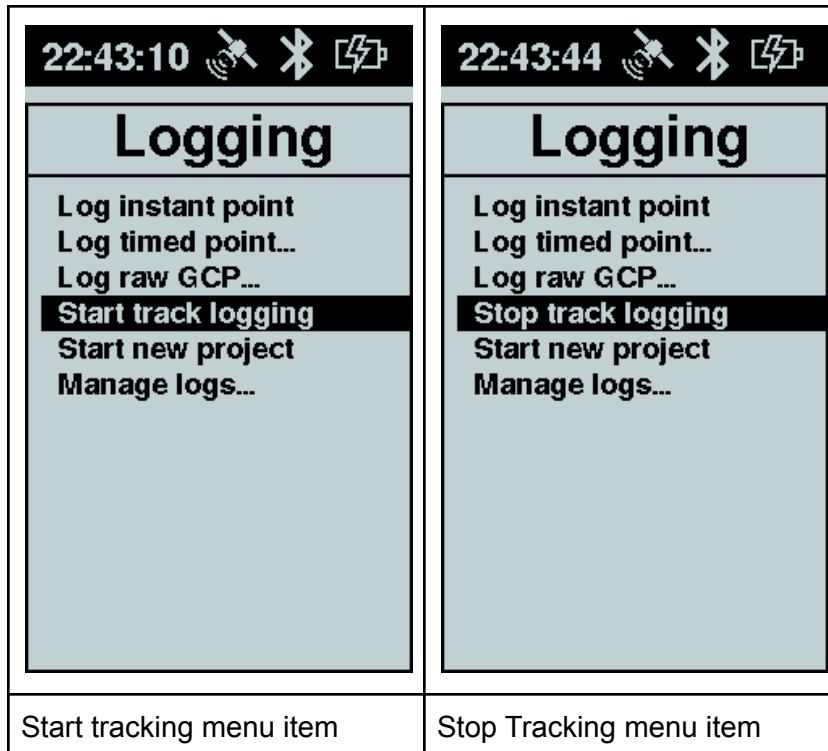 22:43:10
Logging
Log instant point
Log timed point...
Log raw GCP...
Start track logging
Start new project
Manage logs...
22:43:44
Logging
Log instant point
Log timed point...
Log raw GCP...
Stop track logging
Start new project
Manage logs...
Start tracking menu item
Stop Tracking menu item